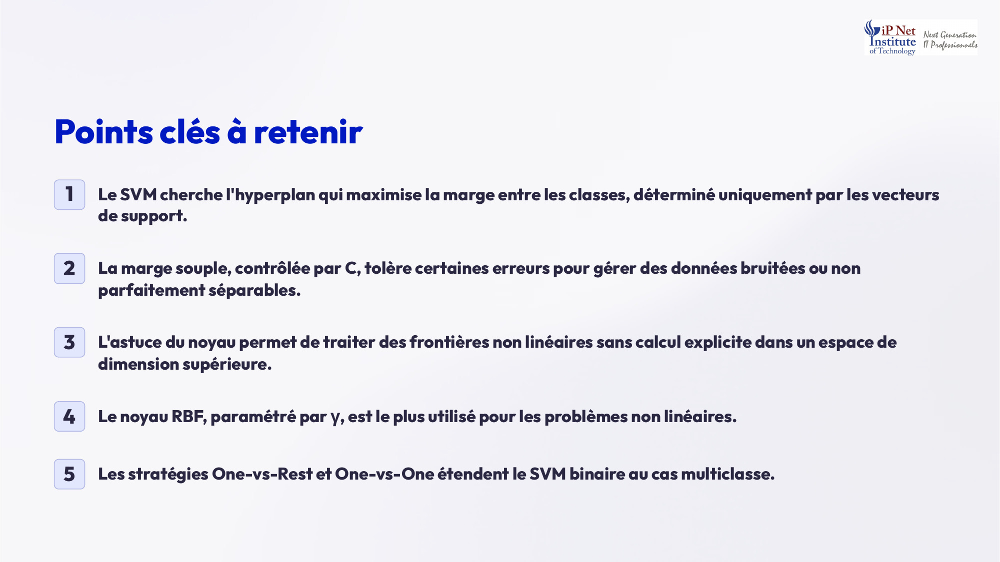 iP Net
Institute
of Technology
Next Generation
IT Professionnels
Points clés à retenir
1
Le SVM cherche l'hyperplan qui maximise la marge entre les classes, déterminé uniquement par les vecteurs
de support.
2
La marge souple, contrôlée par C, tolère certaines erreurs pour gérer des données bruitées ou non
parfaitement séparables.
3
L'astuce du noyau permet de traiter des frontières non linéaires sans calcul explicite dans un espace de
dimension supérieure.
4
Le noyau RBF, paramétré par γ, est le plus utilisé pour les problèmes non linéaires.
5
Les stratégies One-vs-Rest et One-vs-One étendent le SVM binaire au cas multiclasse.